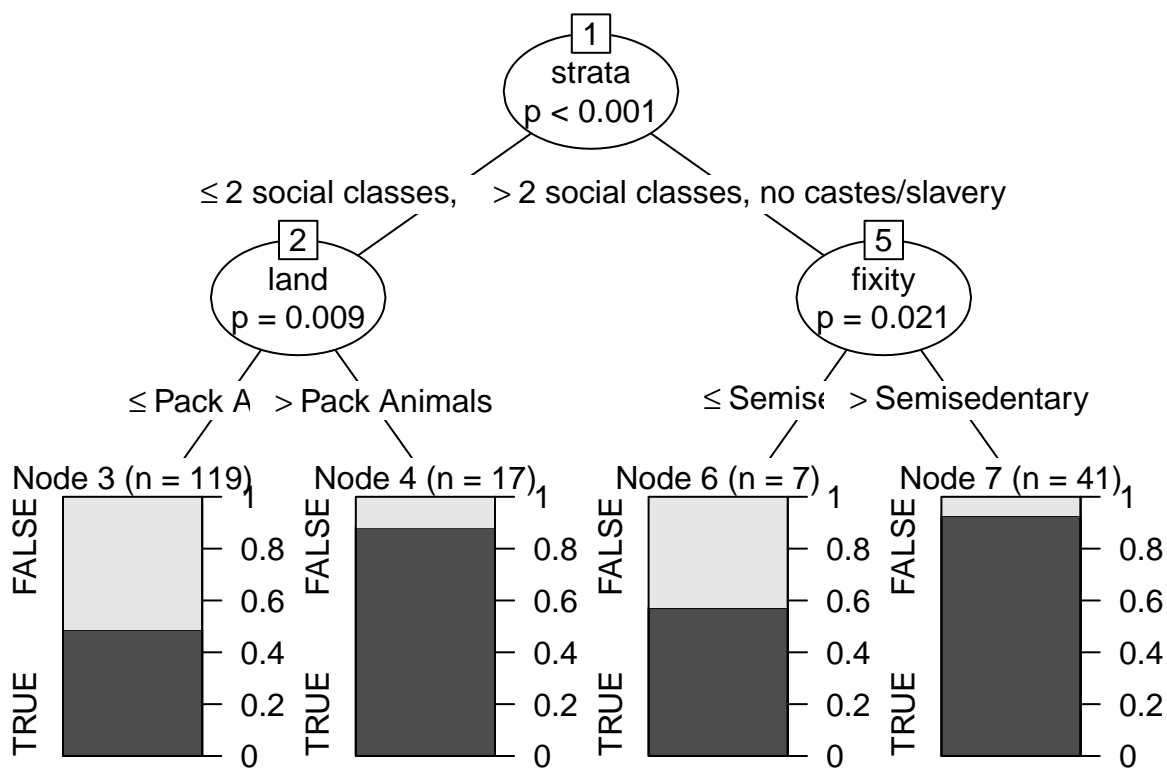 1
strata
p < 0.001
≤ 2 social classes,
> 2 social classes, no castes/slavery
2
land
p = 0.009
5
fixity
p = 0.021
≤ Pack A
> Pack Animals
≤ Semise
> Semisedentary
Node 3 (n = 119)
TRUE
FALSE
0
0.2
0.4
0.6
0.8
1
Node 4 (n = 17)
TRUE
FALSE
0
0.2
0.4
0.6
0.8
1
Node 6 (n = 7)
TRUE
FALSE
0
0.2
0.4
0.6
0.8
1
Node 7 (n = 41)
TRUE
FALSE
0
0.2
0.4
0.6
0.8
1